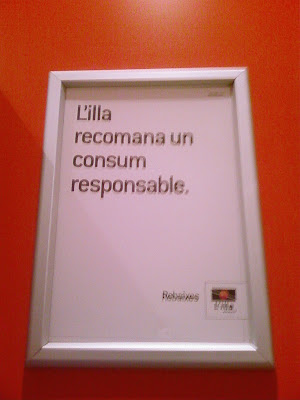 L'illa
recomana un
consum
responsable.
Rebaixes